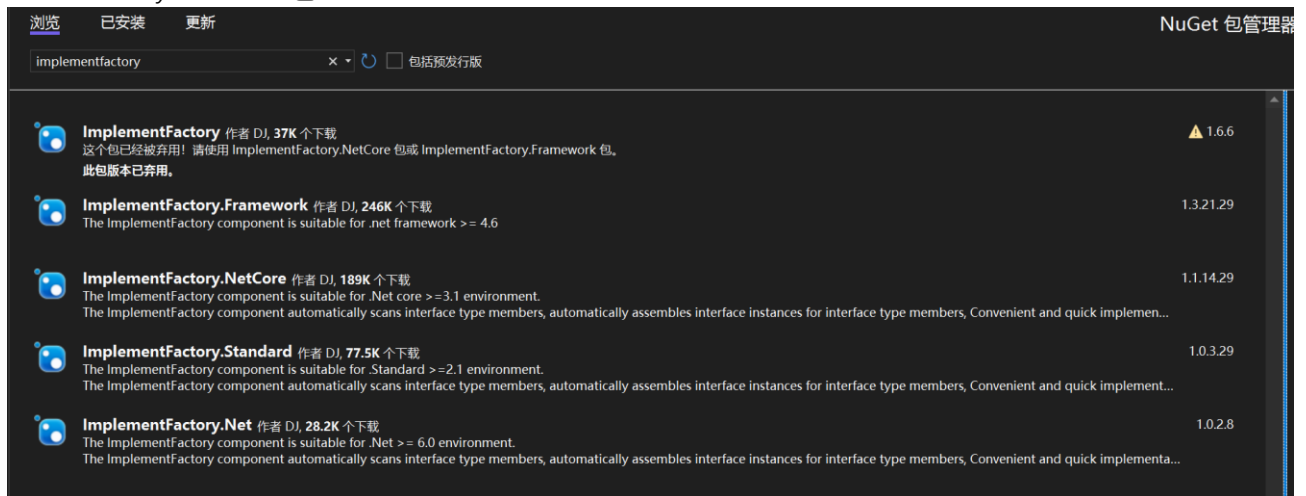 浏览 已安装 更新 NuGet 包管理器
implementfactory 包括预发行版
ImplementFactory 作者 DJ, 37K 个下载 1.6.6
这个包已经被弃用！请使用 ImplementFactory.NetCore 包或 ImplementFactory.Framework 包。
此包版本已弃用。
ImplementFactory.Framework 作者 DJ, 246K 个下载 1.3.21.29
The ImplementFactory component is suitable for .net framework >= 4.6
ImplementFactory.NetCore 作者 DJ, 189K 个下载 1.1.14.29
The ImplementFactory component is suitable for .Net core >=3.1 environment.
The ImplementFactory component automatically scans interface type members, automatically assembles interface instances for interface type members, Convenient and quick implemen...
ImplementFactory.Standard 作者 DJ, 77.5K 个下载 1.0.3.29
The ImplementFactory component is suitable for .Standard >=2.1 environment.
The ImplementFactory component automatically scans interface type members, automatically assembles interface instances for interface type members, Convenient and quick implement...
ImplementFactory.Net 作者 DJ, 28.2K 个下载 1.0.2.8
The ImplementFactory component is suitable for .Net >= 6.0 environment.
The ImplementFactory component automatically scans interface type members, automatically assembles interface instances for interface type members, Convenient and quick implementa...